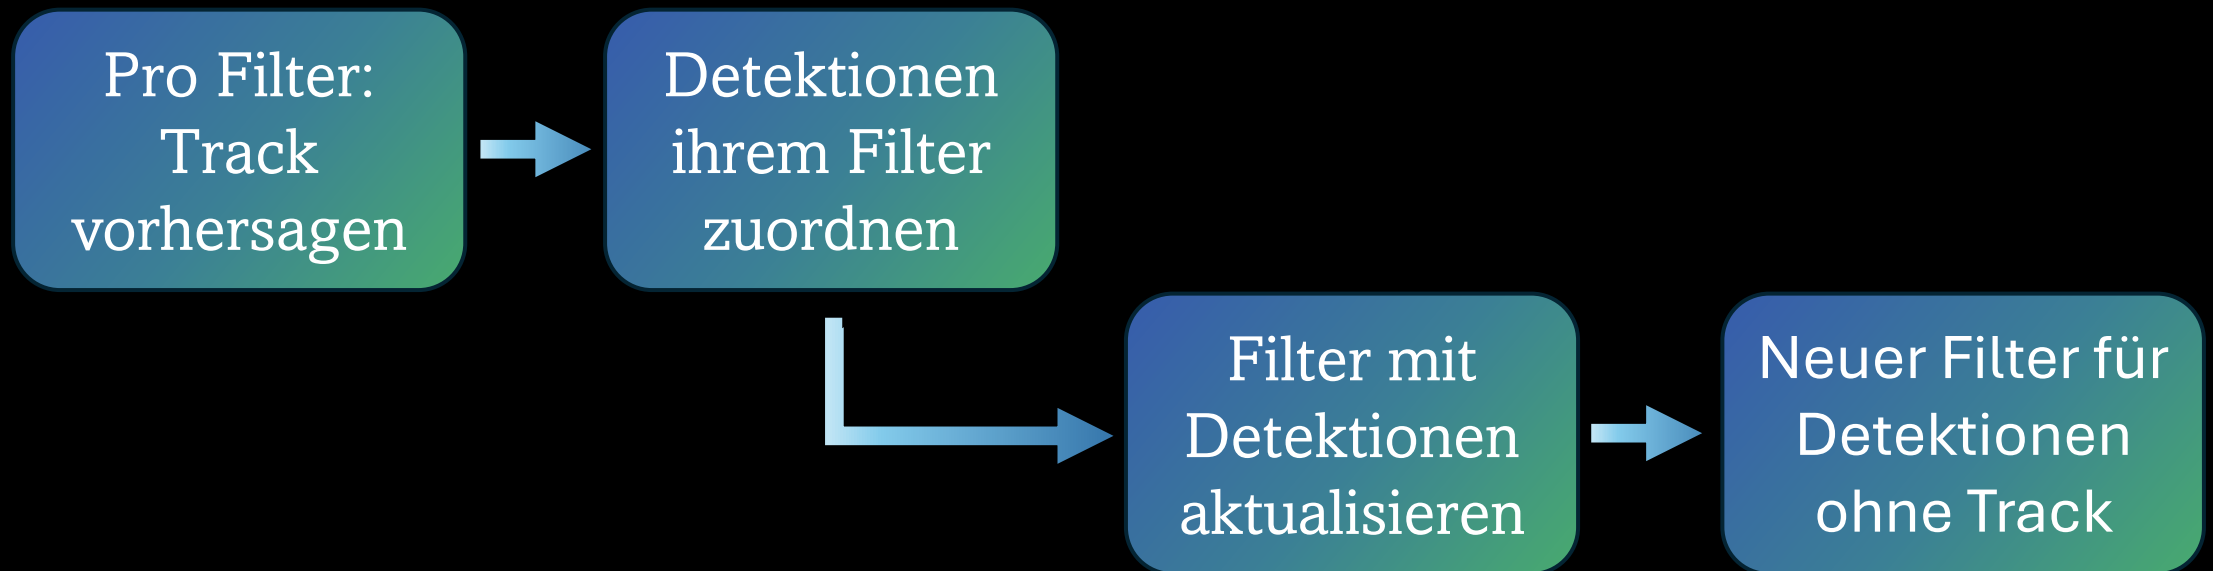 Pro Filter:
Track
vorhersagen
Detektionen
ihrem Filter
zuordnen
Filter mit
Detektionen
aktualisieren
Neuer Filter für
Detektionen
ohne Track